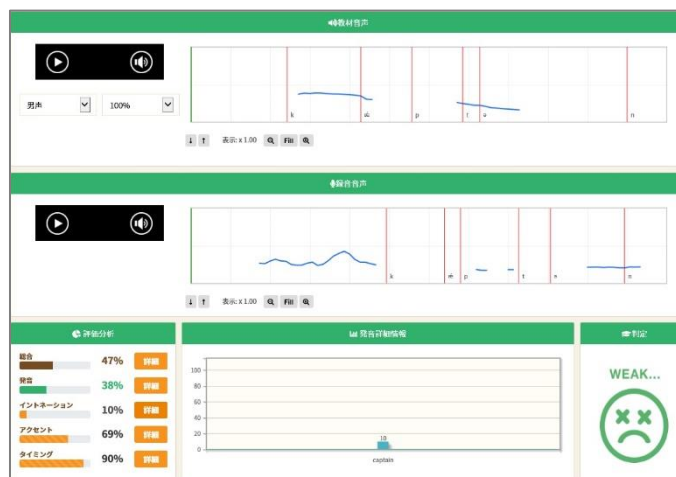 教材音声
男声 100%
k æ p t ə n
表示: x 1.00 Fill
録音音声
k æ p t ə n
表示: x 1.00 Fill
評価分析
総合 47% 詳細
発音 38% 詳細
イントネーション 10% 詳細
アクセント 69% 詳細
タイミング 90% 詳細
発音詳細情報
100
80
60
40
20
0
10
captain
判定
WEAK...